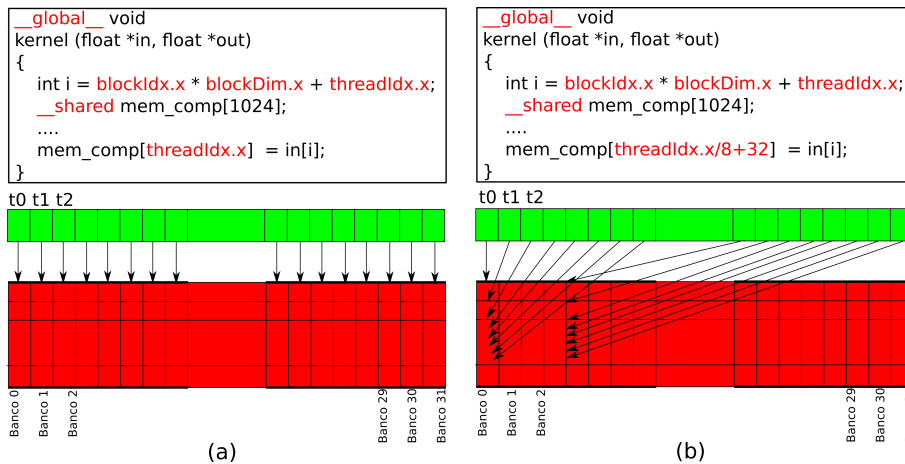 __global__ void
kernel (float *in, float *out)
{
int i = blockIdx.x * blockDim.x + threadIdx.x;
__shared mem_comp[1024];
....
mem_comp[threadIdx.x] = in[i];
}
t0 t1 t2
Banco 0
Banco 1
Banco 2
Banco 29
Banco 30
Banco 31
(a)
__global__ void
kernel (float *in, float *out)
{
int i = blockIdx.x * blockDim.x + threadIdx.x;
__shared mem_comp[1024];
....
mem_comp[threadIdx.x/8+32] = in[i];
}
t0 t1 t2
Banco 0
Banco 1
Banco 2
Banco 29
Banco 30
(b)